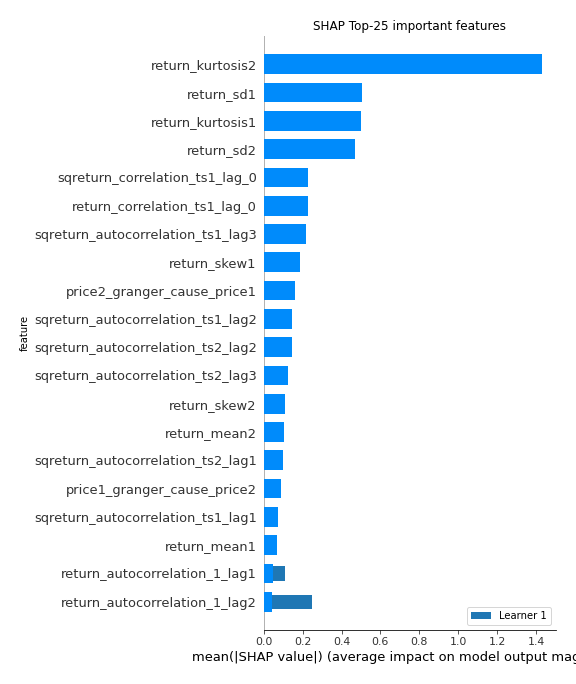 SHAP Top-25 important features
return_kurtosis2
return_sd1
return_kurtosis1
return_sd2
sqreturn_correlation_ts1_lag_0
return_correlation_ts1_lag_0
sqreturn_autocorrelation_ts1_lag3
return_skew1
price2_granger_cause_price1
sqreturn_autocorrelation_ts1_lag2
sqreturn_autocorrelation_ts2_lag2
sqreturn_autocorrelation_ts2_lag3
return_skew2
return_mean2
sqreturn_autocorrelation_ts2_lag1
price1_granger_cause_price2
sqreturn_autocorrelation_ts1_lag1
return_mean1
return_autocorrelation_1_lag1
return_autocorrelation_1_lag2
feature
Learner 1
0.0 0.2 0.4 0.6 0.8 1.0 1.2 1.4
mean(|SHAP value|) (average impact on model output mag